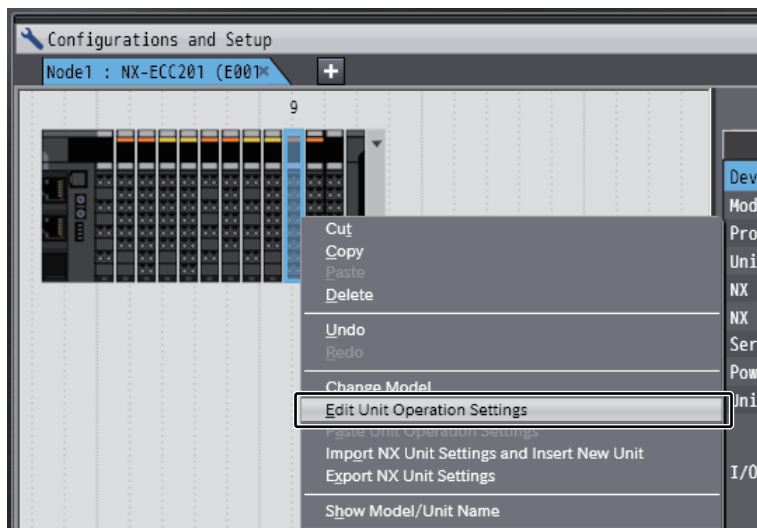 Configurations and Setup
Node1 : NX-ECC201 (E001
9
Cut
Copy
Paste
Delete
Undo
Redo
Change Model
Edit Unit Operation Settings
Paste Unit Operation Settings
Import NX Unit Settings and Insert New Unit
Export NX Unit Settings
Show Model/Unit Name
Dev
Mod
Pro
Uni
NX
NX
Ser
Pow
Uni
I/O